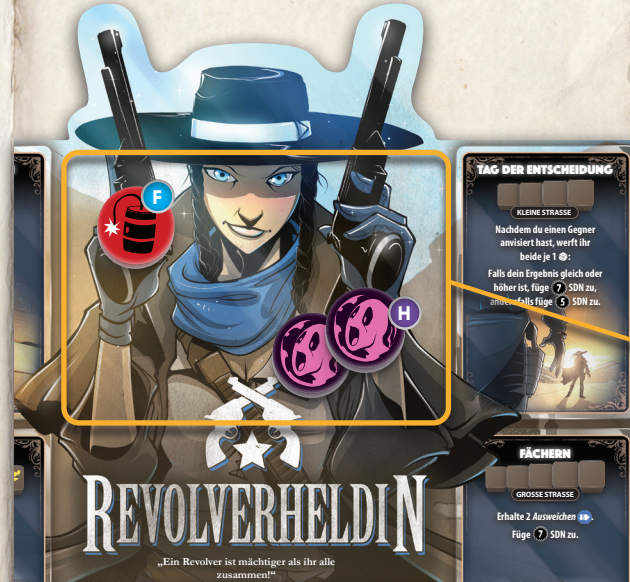 F
H
TAG DER ENTSCHEIDUNG
KLEINE STRASSE
Nachdem du einen Gegner
anvisiert hast, werft ihr
beide je 1 :
Falls dein Ergebnis gleich oder
höher ist, füge 7 SDN zu,
andernfalls füge 5 SDN zu.
FÄCHERN
GROSSE STRASSE
Erhalte 2 Ausweichen .
Füge 7 SDN zu.
REVOLVERHELDIN
„Ein Revolver ist mächtiger als ihr alle
zusammen!“